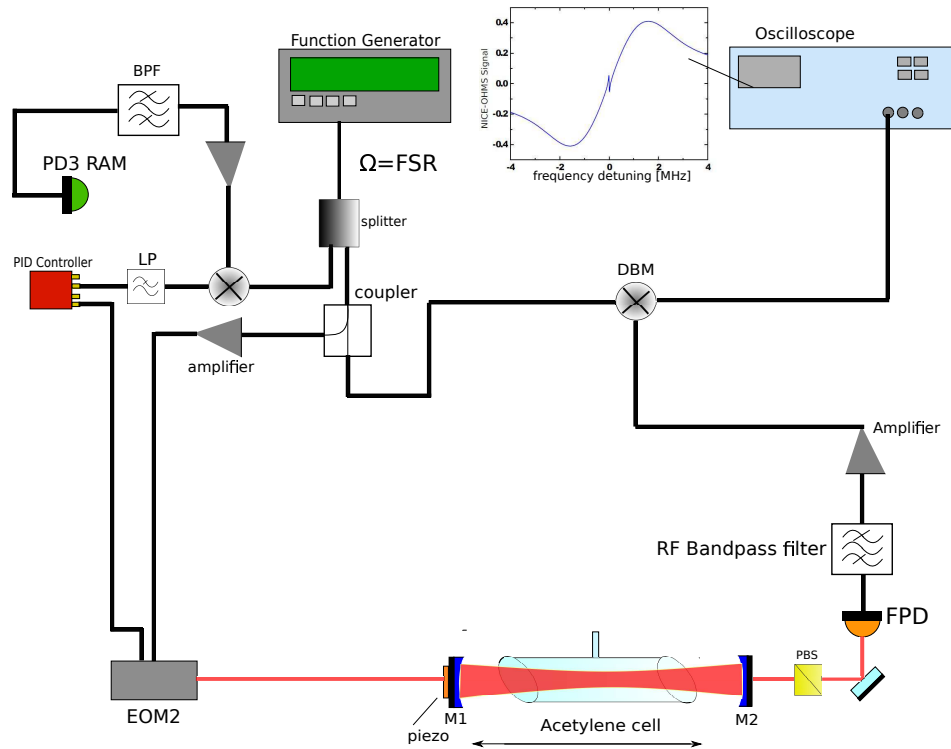 Function Generator
Oscilloscope
BPF
PD3 RAM
Ω=FSR
splitter
NICE-OHMS Signal
0.4
0.2
0.0
-0.2
-0.4
-4
-2
0
2
4
frequency detuning [MHz]
PID Controller
LP
DBM
coupler
amplifier
Amplifier
RF Bandpass filter
FPD
PBS
EOM2
piezo
M1
Acetylene cell
M2